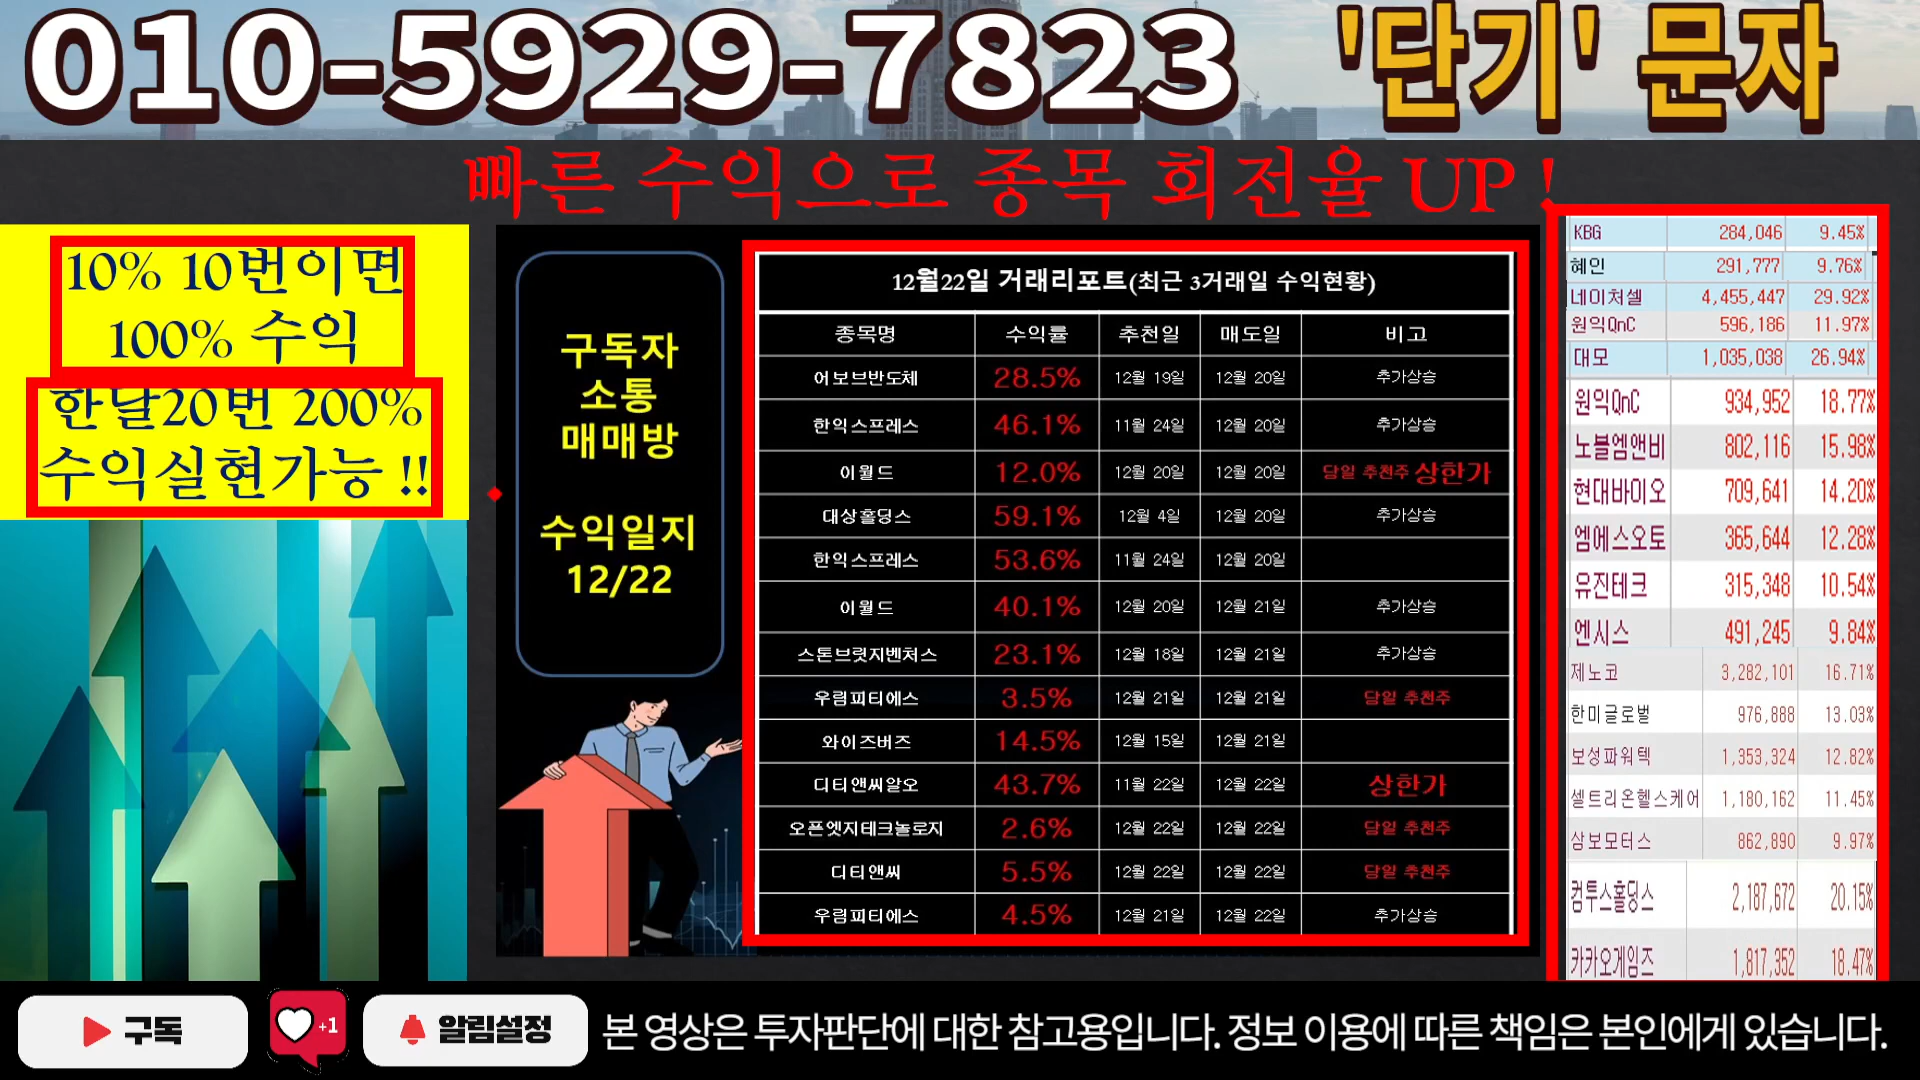 010-5929-7823 '단기' 문자
빠른 수익으로 종목 회전율 UP !
10% 10번이면
100% 수익
한달20번 200%
수익실현가능 !!
구독자
소통
매매방
수익일지
12/22
12월22일 거래리포트(최근 3거래일 수익현황)
종목명 수익률 추천일 매도일 비고
어보브반도체 28.5% 12월 19일 12월 20일 추가상승
한익스프레스 46.1% 11월 24일 12월 20일 추가상승
이월드 12.0% 12월 20일 12월 20일 당일 추천주 상한가
대상홀딩스 59.1% 12월 4일 12월 20일 추가상승
한익스프레스 53.6% 11월 24일 12월 20일
이월드 40.1% 12월 20일 12월 21일 추가상승
스톤브릿지벤처스 23.1% 12월 18일 12월 21일 추가상승
우림피티에스 3.5% 12월 21일 12월 21일 당일 추천주
와이즈버즈 14.5% 12월 15일 12월 21일
디티앤씨알오 43.7% 11월 22일 12월 22일 상한가
오픈엣지테크놀로지 2.6% 12월 22일 12월 22일 당일 추천주
디티앤씨 5.5% 12월 22일 12월 22일 당일 추천주
우림피티에스 4.5% 12월 21일 12월 22일 추가상승
KBG 284,046 9.45%
혜인 291,777 9.76%
네이처셀 4,455,447 29.92%
원익QnC 596,186 11.97%
대모 1,035,038 26.94%
원익QnC 934,952 18.77%
노블엠앤비 802,116 15.98%
현대바이오 709,641 14.20%
엠에스오토 365,644 12.28%
유진테크 315,348 10.54%
엔시스 491,245 9.84%
제노코 3,282,101 16.71%
한미글로벌 976,888 13.03%
보성파워텍 1,353,324 12.82%
셀트리온헬스케어 1,180,162 11.45%
삼보모터스 862,890 9.97%
컴투스홀딩스 2,187,672 20.15%
카카오게임즈 1,817,352 18.47%
구독
+1
알림설정
본 영상은 투자판단에 대한 참고용입니다. 정보 이용에 따른 책임은 본인에게 있습니다.